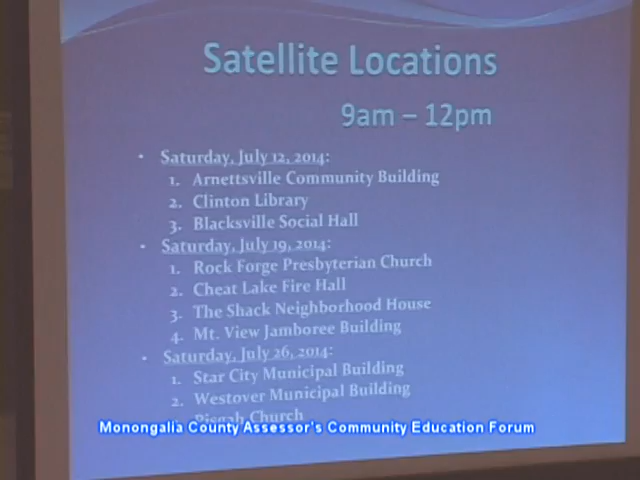 Satellite Locations
9am – 12pm
• Saturday, July 12, 2014:
1. Arnettsville Community Building
2. Clinton Library
3. Blacksville Social Hall
• Saturday, July 19, 2014:
1. Rock Forge Presbyterian Church
2. Cheat Lake Fire Hall
3. The Shack Neighborhood House
4. Mt. View Jamboree Building
• Saturday, July 26, 2014:
1. Star City Municipal Building
2. Westover Municipal Building
Pisgah Church
Monongalia County Assessor's Community Education Forum